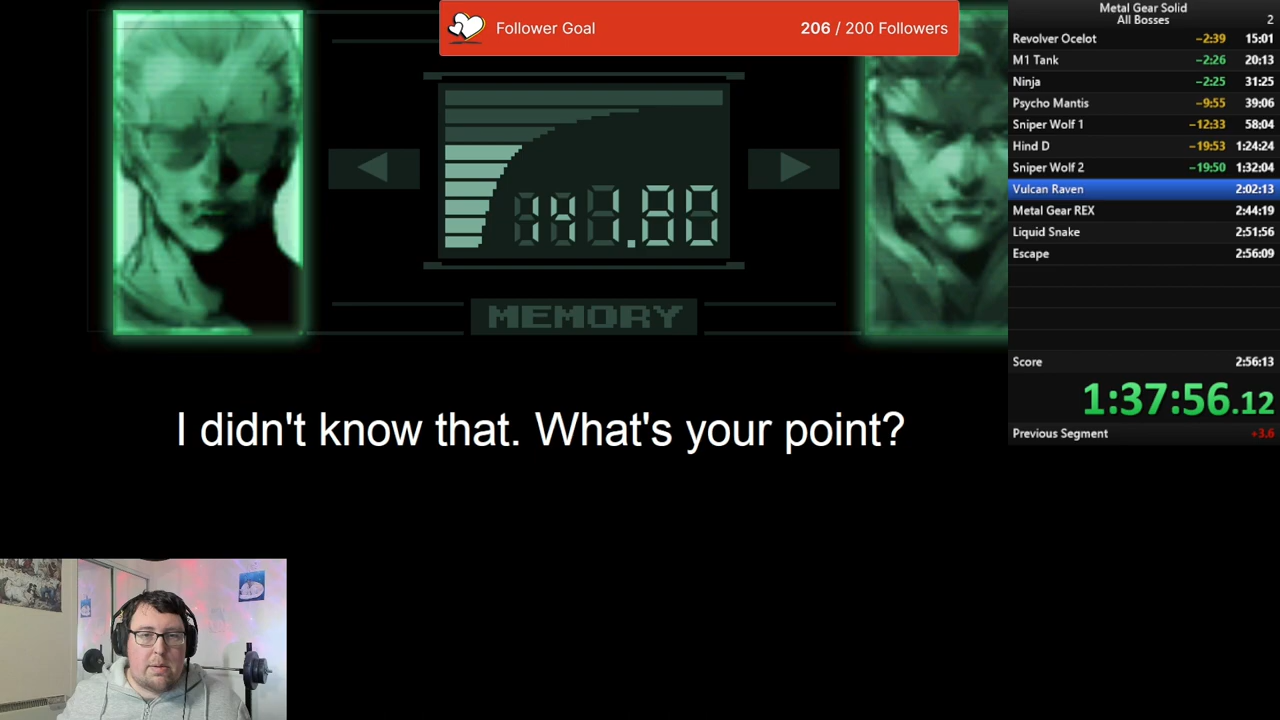 Follower Goal 206 / 200 Followers
141.80
MEMORY
I didn't know that. What's your point?
Metal Gear Solid
All Bosses 2
Revolver Ocelot -2:39 15:01
M1 Tank -2:26 20:13
Ninja -2:25 31:25
Psycho Mantis -9:55 39:06
Sniper Wolf 1 -12:33 58:04
Hind D -19:53 1:24:24
Sniper Wolf 2 -19:50 1:32:04
Vulcan Raven 2:02:13
Metal Gear REX 2:44:19
Liquid Snake 2:51:56
Escape 2:56:09
Score 2:56:13
1:37:56.12
Previous Segment +3.6